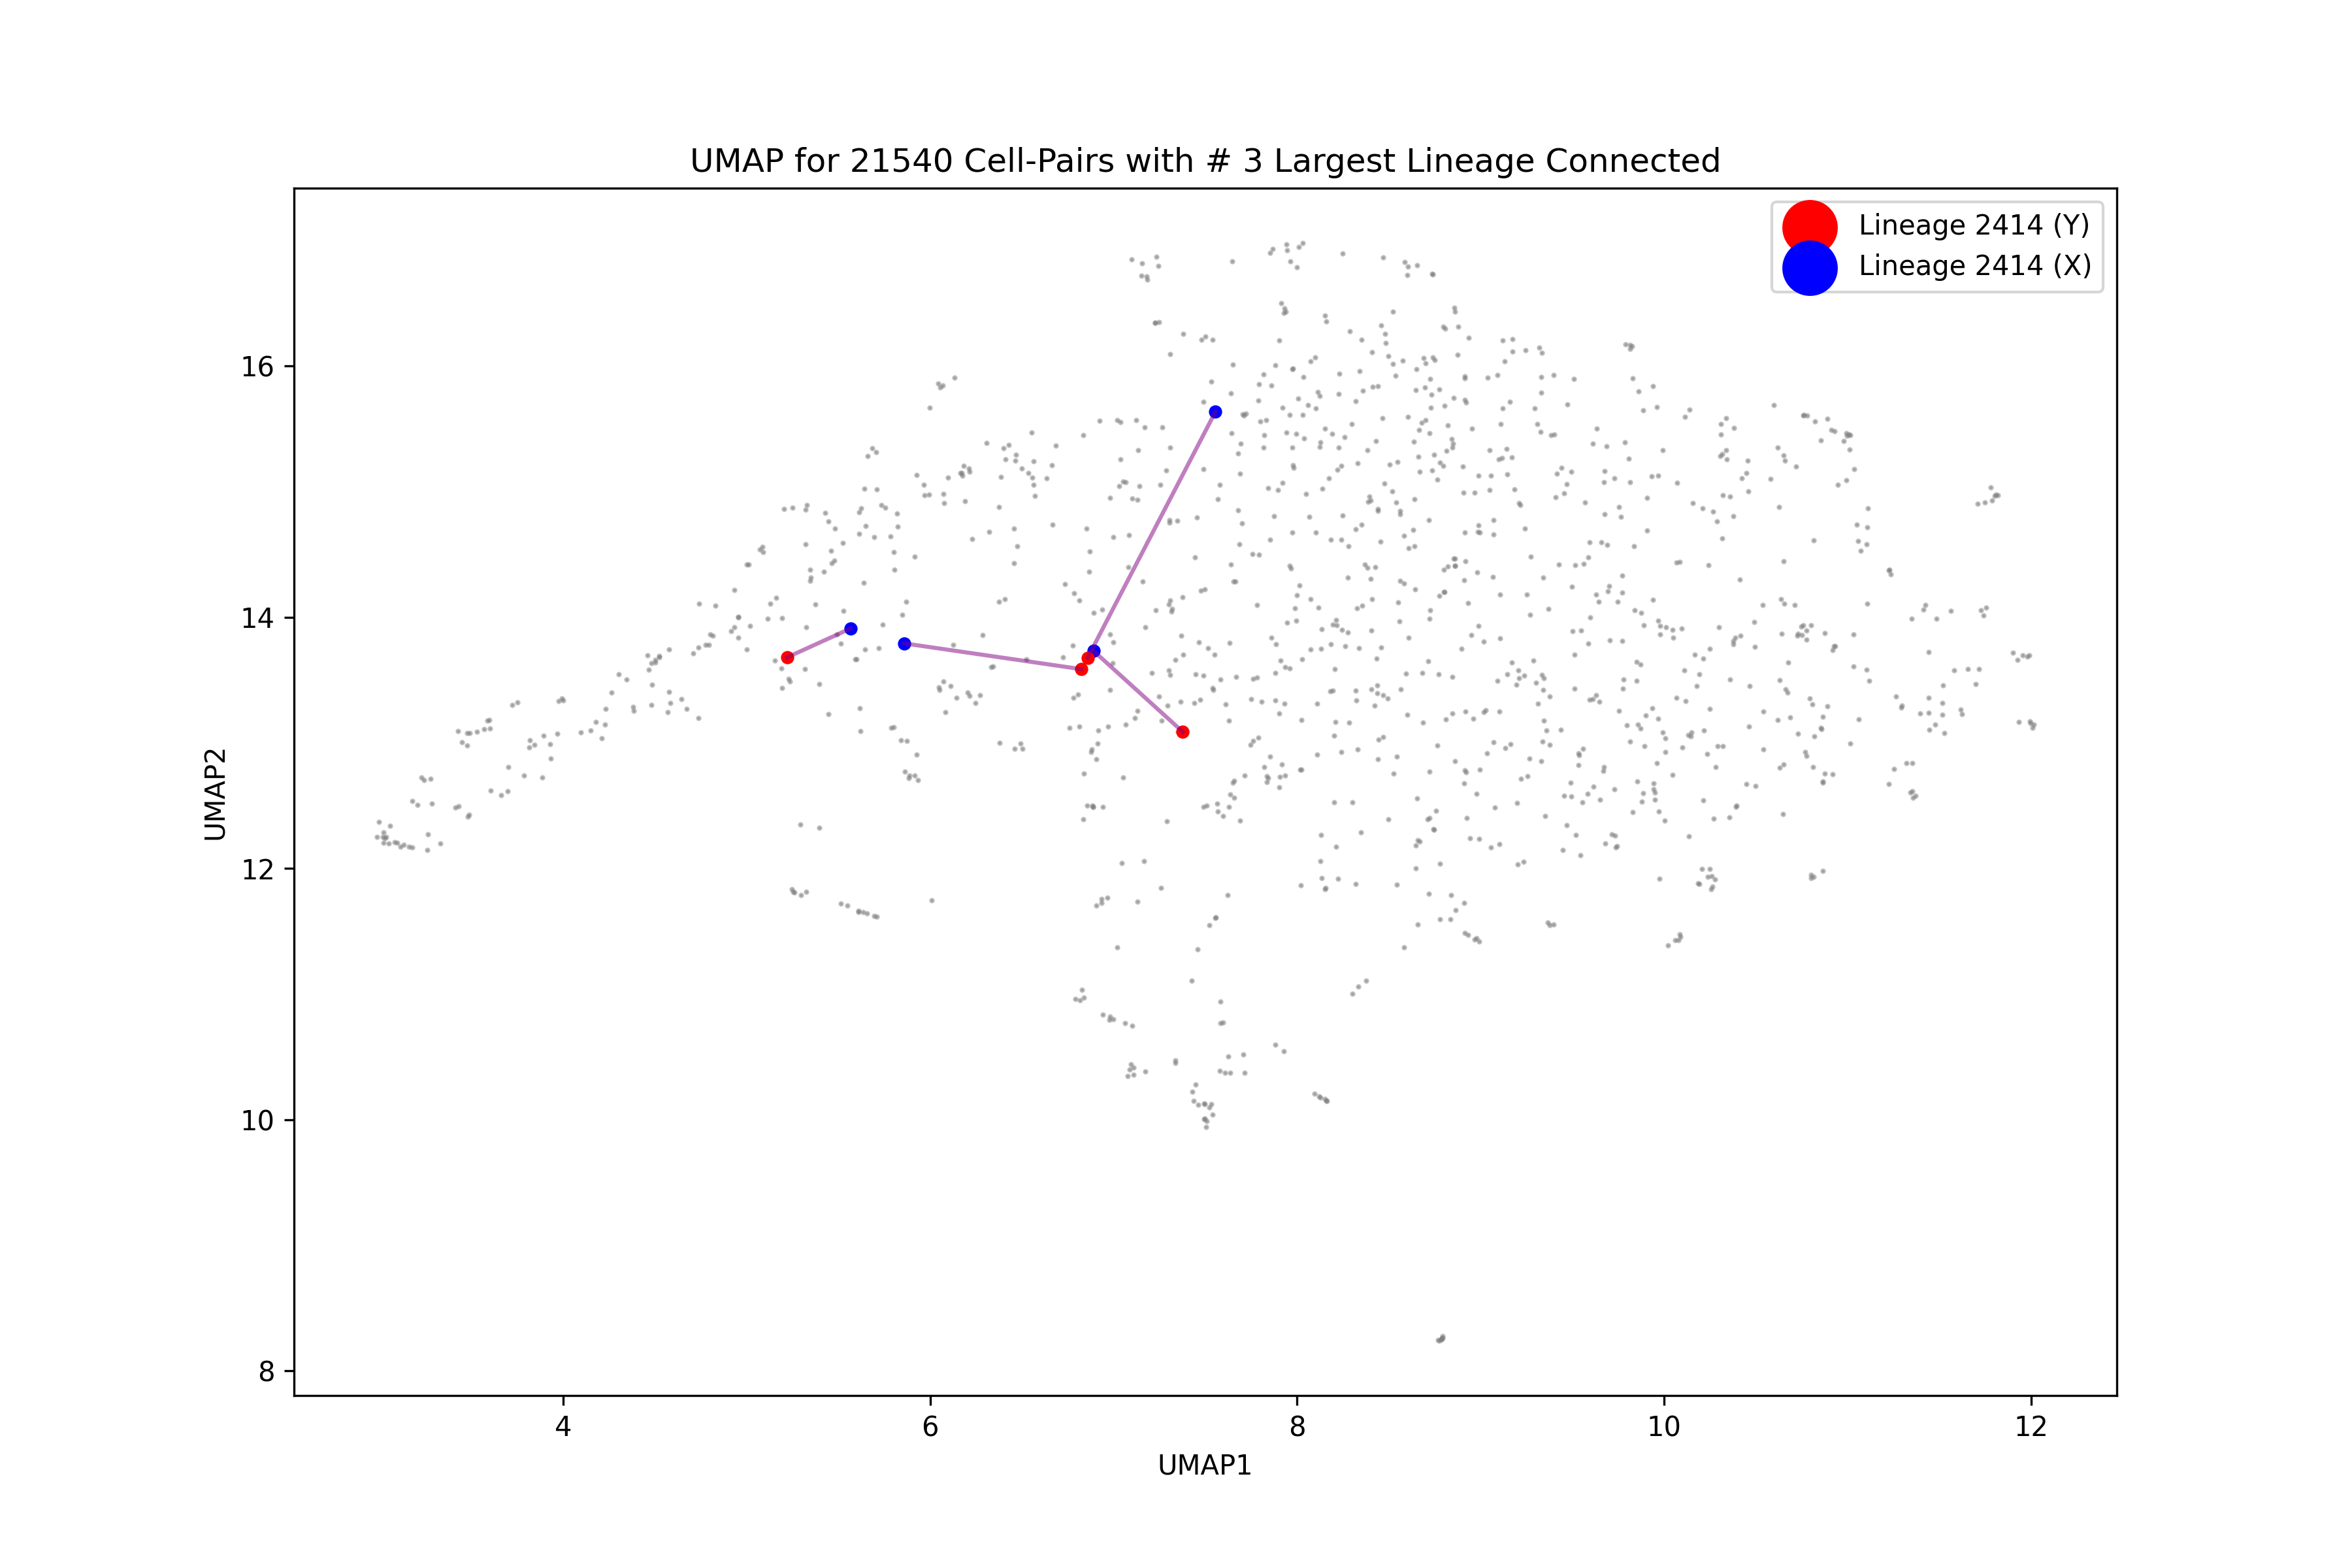 UMAP for 21540 Cell-Pairs with # 3 Largest Lineage Connected
Lineage 2414 (Y)
Lineage 2414 (X)
16
14
12
10
8
UMAP2
4 6 8 10 12
UMAP1